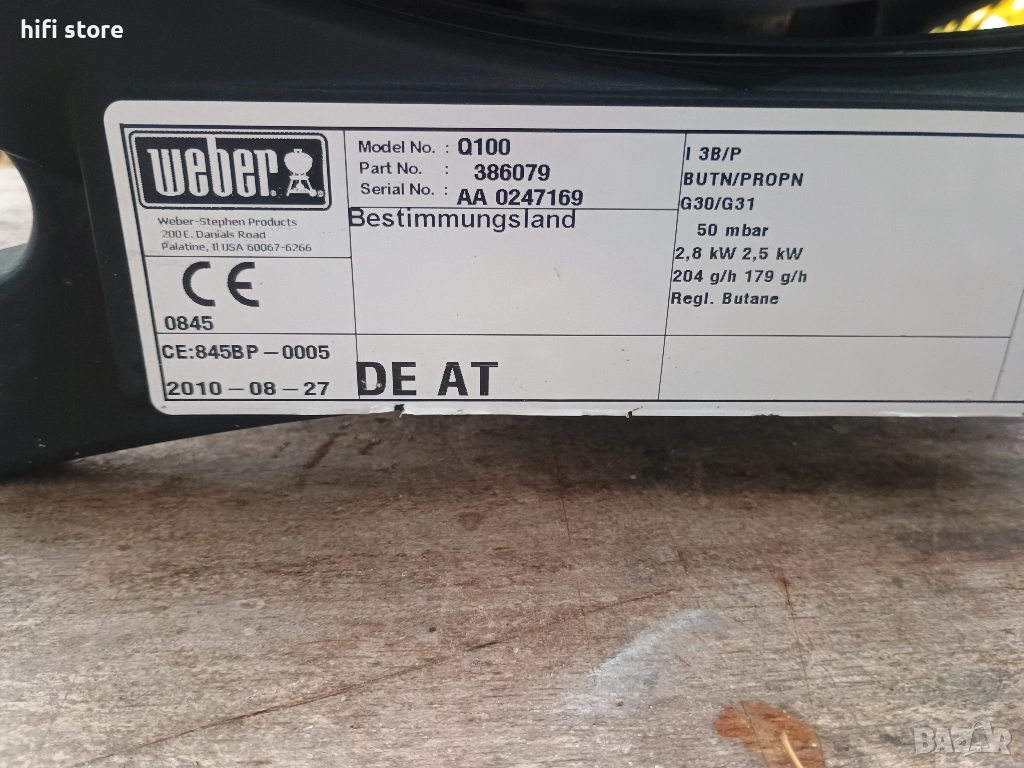 hifi store
weber
Weber-Stephen Products
200 E. Danials Road
Palatine, Il USA 60067-6266
CE
0845
CE:845BP-0005
2010-08-27
Model No. : Q100
Part No. : 386079
Serial No. : AA 0247169
Bestimmungsland
DE AT
I 3B/P
BUTN/PROPN
G30/G31
50 mbar
2,8 kW 2,5 kW
204 g/h 179 g/h
Regl. Butane
BAZAR